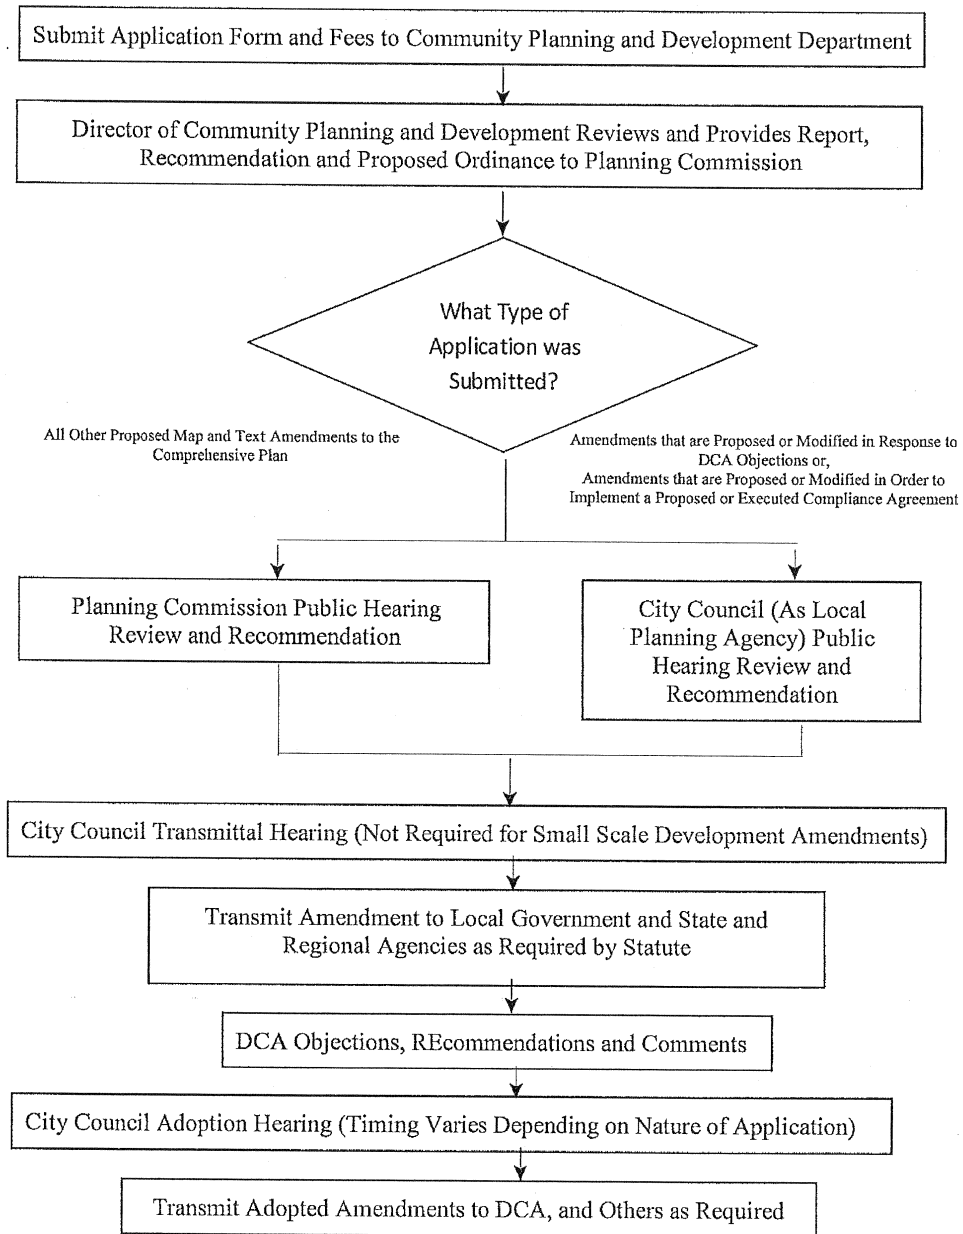 Submit Application Form and Fees to Community Planning and Development Department
Director of Community Planning and Development Reviews and Provides Report,
Recommendation and Proposed Ordinance to Planning Commission
What Type of
Application was
Submitted?
All Other Proposed Map and Text Amendments to the
Comprehensive Plan
Amendments that are Proposed or Modified in Response to
DCA Objections or,
Amendments that are Proposed or Modified in Order to
Implement a Proposed or Executed Compliance Agreement
Planning Commission Public Hearing
Review and Recommendation
City Council (As Local
Planning Agency) Public
Hearing Review and
Recommendation
City Council Transmittal Hearing (Not Required for Small Scale Development Amendments)
Transmit Amendment to Local Government and State and
Regional Agencies as Required by Statute
DCA Objections, REcommendations and Comments
City Council Adoption Hearing (Timing Varies Depending on Nature of Application)
Transmit Adopted Amendments to DCA, and Others as Required